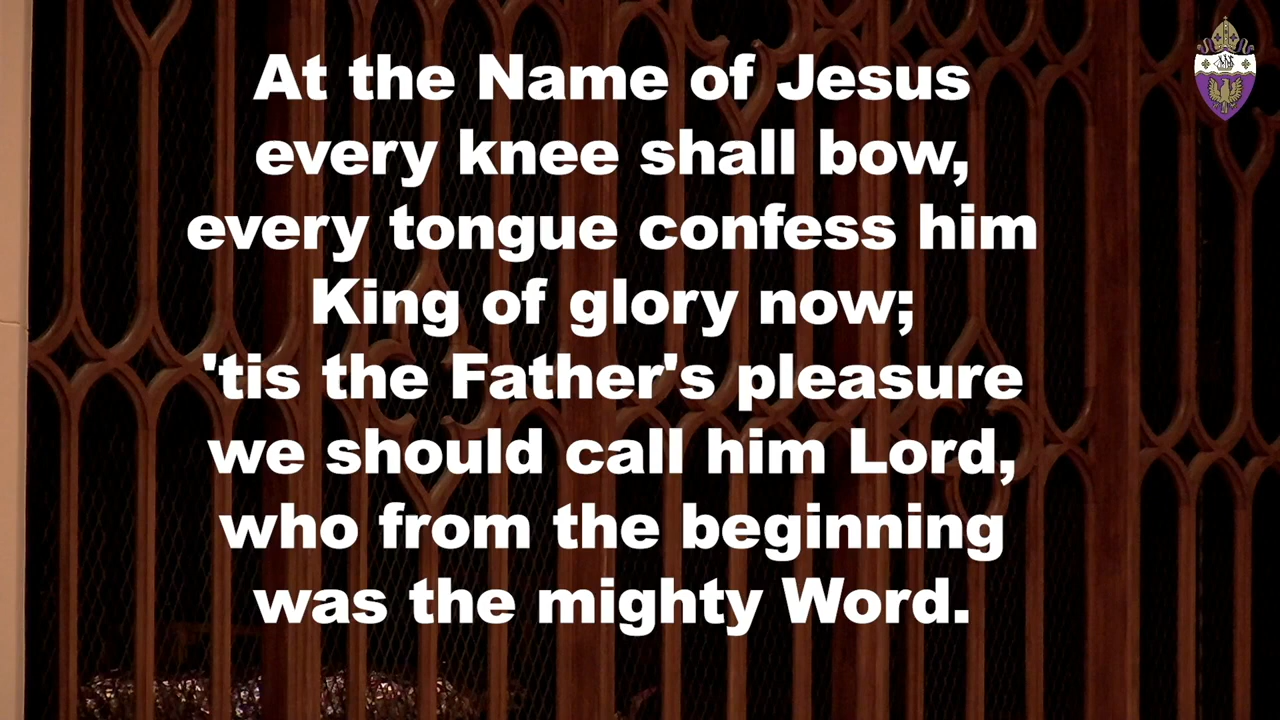 At the Name of Jesus
every knee shall bow,
every tongue confess him
King of glory now;
'tis the Father's pleasure
we should call him Lord,
who from the beginning
was the mighty Word.